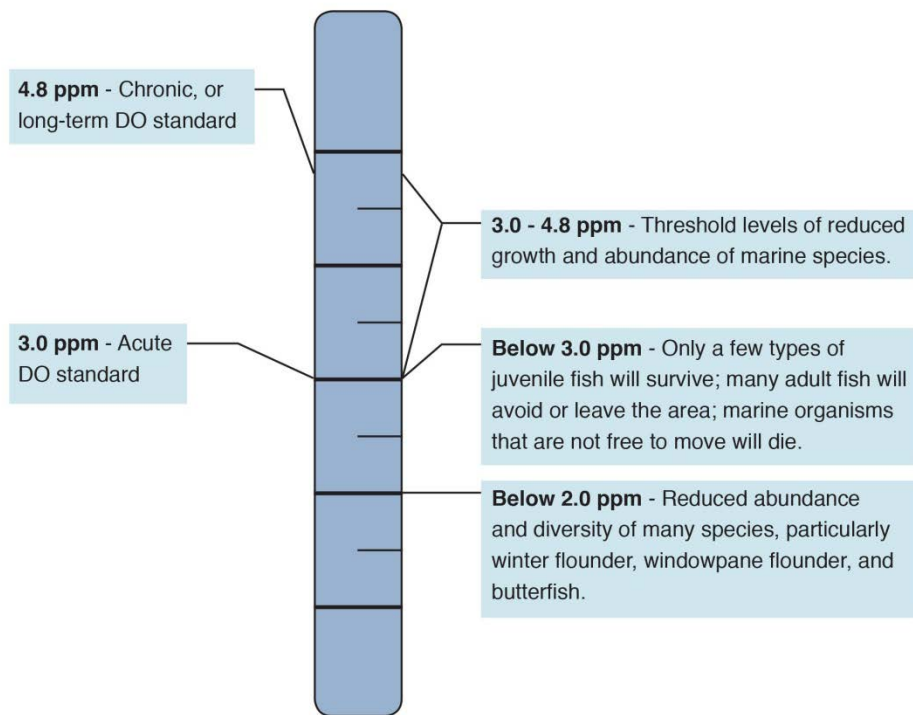 4.8 ppm - Chronic, or
long-term DO standard
3.0 - 4.8 ppm - Threshold levels of reduced
growth and abundance of marine species.
3.0 ppm - Acute
DO standard
Below 3.0 ppm - Only a few types of
juvenile fish will survive; many adult fish will
avoid or leave the area; marine organisms
that are not free to move will die.
Below 2.0 ppm - Reduced abundance
and diversity of many species, particularly
winter flounder, windowpane flounder, and
butterfish.